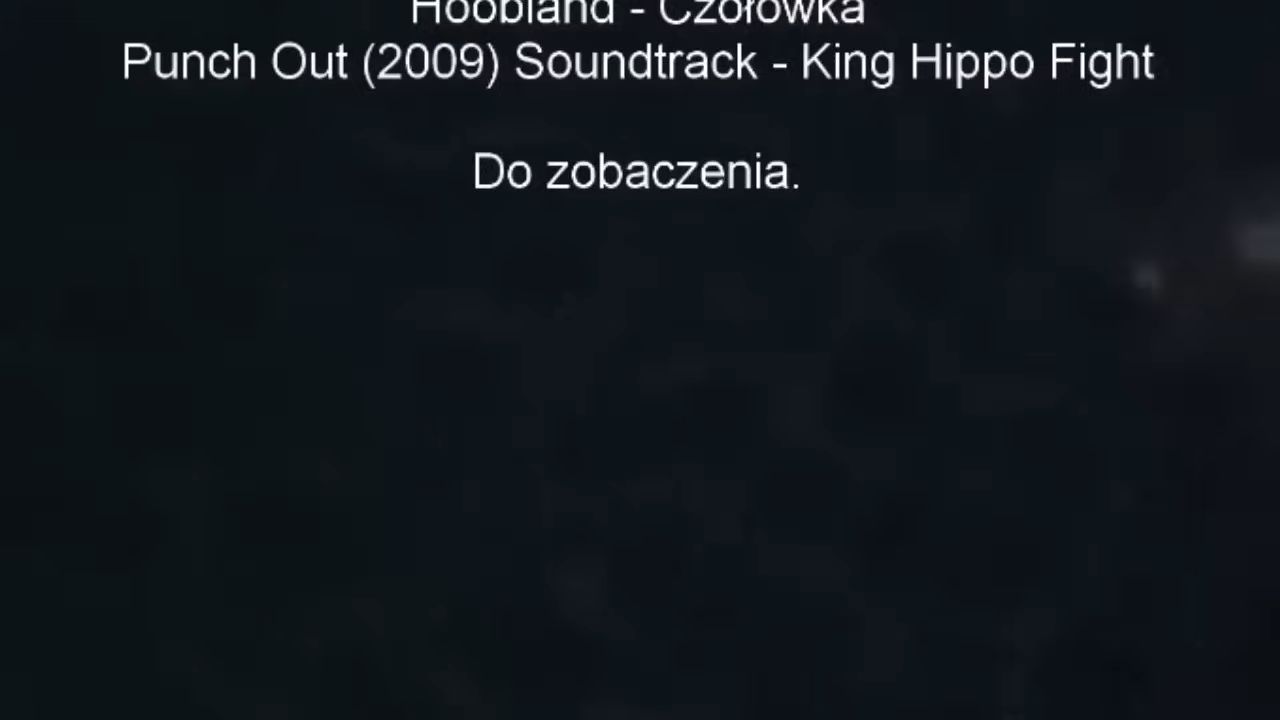 Hoobland - Czołówka
Punch Out (2009) Soundtrack - King Hippo Fight
Do zobaczenia.